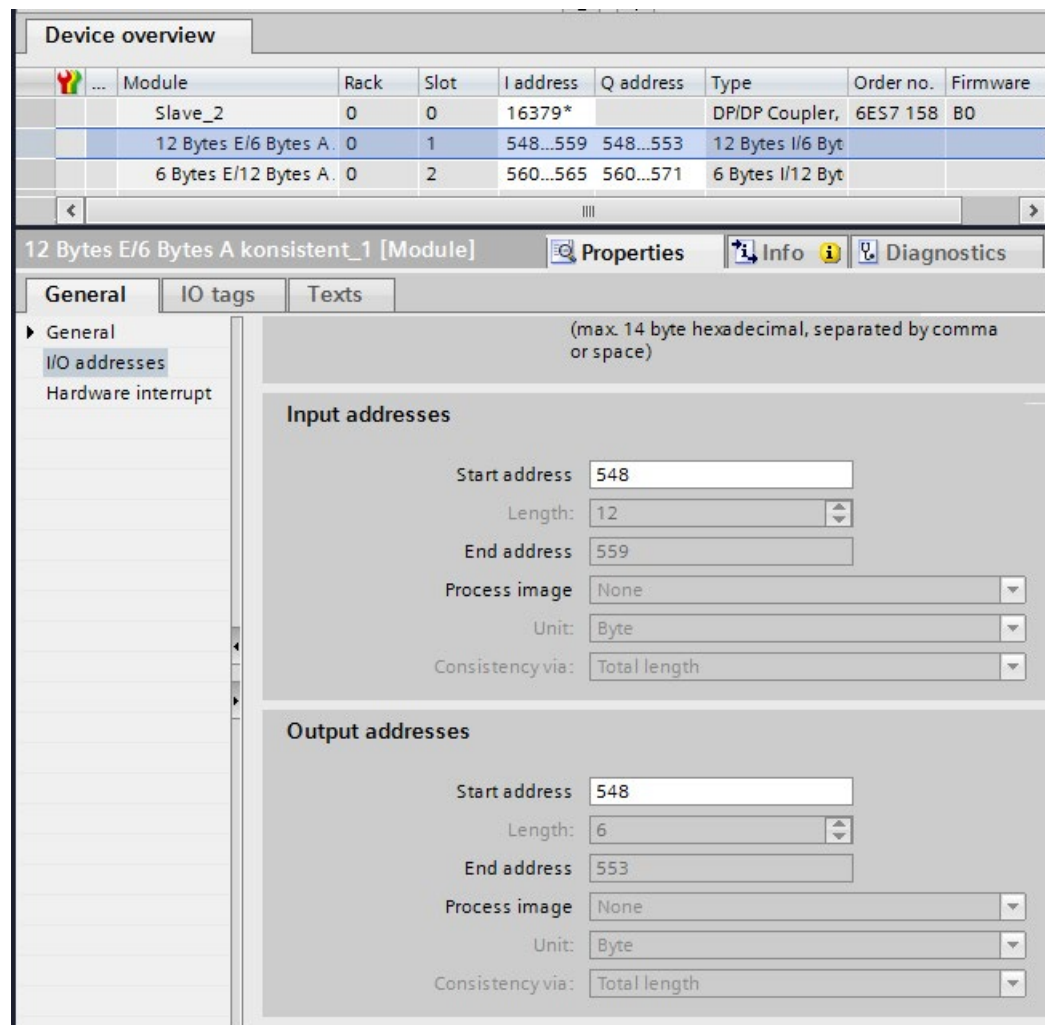 Device overview
... Module Rack Slot I address Q address Type Order no. Firmware
Slave_2 0 0 16379* DP/DP Coupler, 6ES7 158 B0
12 Bytes E/6 Bytes A. 0 1 548...559 548...553 12 Bytes I/6 Byt
6 Bytes E/12 Bytes A. 0 2 560...565 560...571 6 Bytes I/12 Byt
12 Bytes E/6 Bytes A konsistent_1 [Module] Properties Info Diagnostics
General IO tags Texts
General
I/O addresses
Hardware interrupt
(max. 14 byte hexadecimal, separated by comma
or space)
Input addresses
Start address 548
Length: 12
End address 559
Process image None
Unit: Byte
Consistency via: Total length
Output addresses
Start address 548
Length: 6
End address 553
Process image None
Unit: Byte
Consistency via: Total length